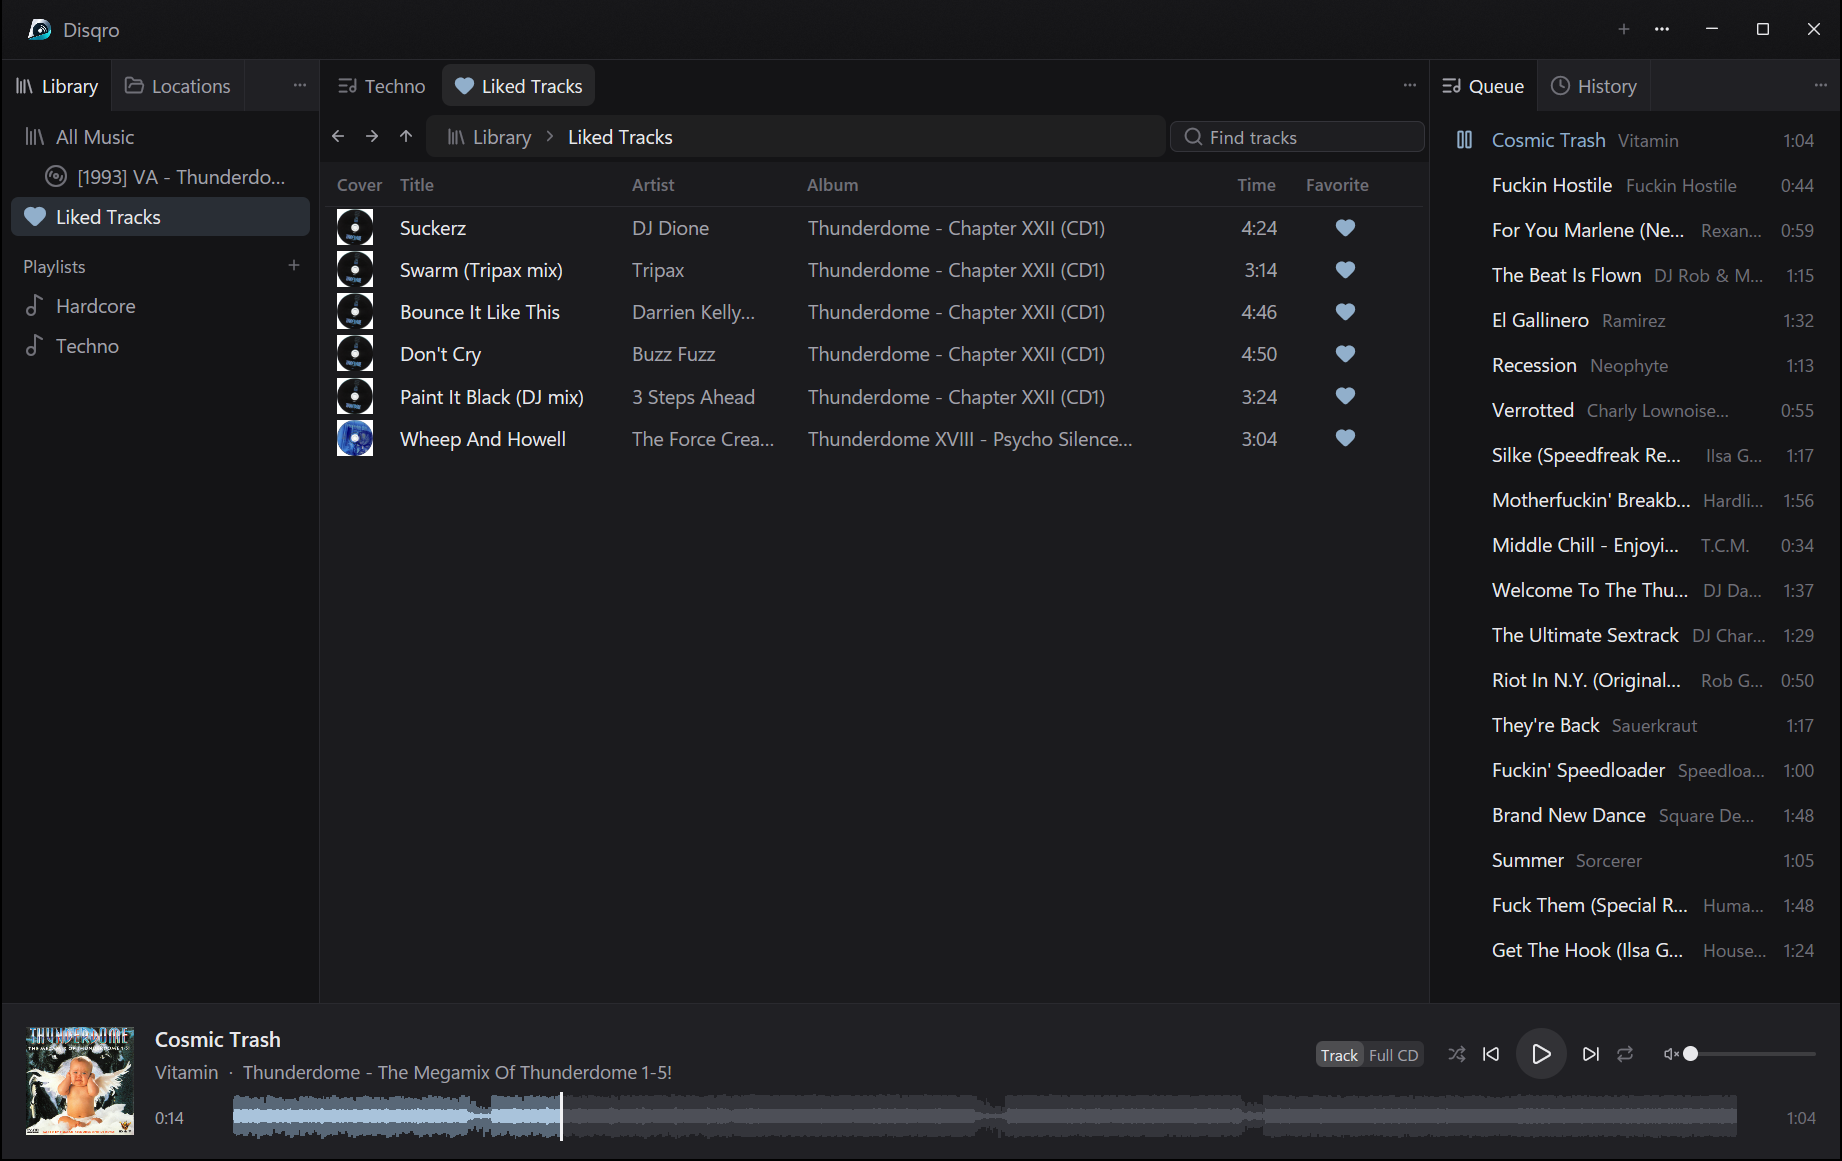 Disqro
Library
Locations
Techno
Liked Tracks
Queue
History
All Music
[1993] VA - Thunderdo...
Liked Tracks
Playlists
Hardcore
Techno
Library > Liked Tracks
Find tracks
Cover Title Artist Album Time Favorite
Suckerz DJ Dione Thunderdome - Chapter XXII (CD1) 4:24
Swarm (Tripax mix) Tripax Thunderdome - Chapter XXII (CD1) 3:14
Bounce It Like This Darrien Kelly... Thunderdome - Chapter XXII (CD1) 4:46
Don't Cry Buzz Fuzz Thunderdome - Chapter XXII (CD1) 4:50
Paint It Black (DJ mix) 3 Steps Ahead Thunderdome - Chapter XXII (CD1) 3:24
Wheep And Howell The Force Crea... Thunderdome XVIII - Psycho Silence... 3:04
Cosmic Trash Vitamin 1:04
Fuckin Hostile Fuckin Hostile 0:44
For You Marlene (Ne... Rexan... 0:59
The Beat Is Flown DJ Rob & M... 1:15
El Gallinero Ramirez 1:32
Recession Neophyte 1:13
Verrotted Charly Lownoise... 0:55
Silke (Speedfreak Re... Ilsa G... 1:17
Motherfuckin' Breakb... Hardli... 1:56
Middle Chill - Enjoyi... T.C.M. 0:34
Welcome To The Thu... DJ Da... 1:37
The Ultimate Sextrack DJ Char... 1:29
Riot In N.Y. (Original... Rob G... 0:50
They're Back Sauerkraut 1:17
Fuckin' Speedloader Speedloa... 1:00
Brand New Dance Square De... 1:48
Summer Sorcerer 1:05
Fuck Them (Special R... Huma... 1:48
Get The Hook (Ilsa G... House... 1:24
THUNDERDOME
THE MEGAMIX OF THUNDERDOME 1-5!
Cosmic Trash
Vitamin · Thunderdome - The Megamix Of Thunderdome 1-5!
Track Full CD
0:14
1:04